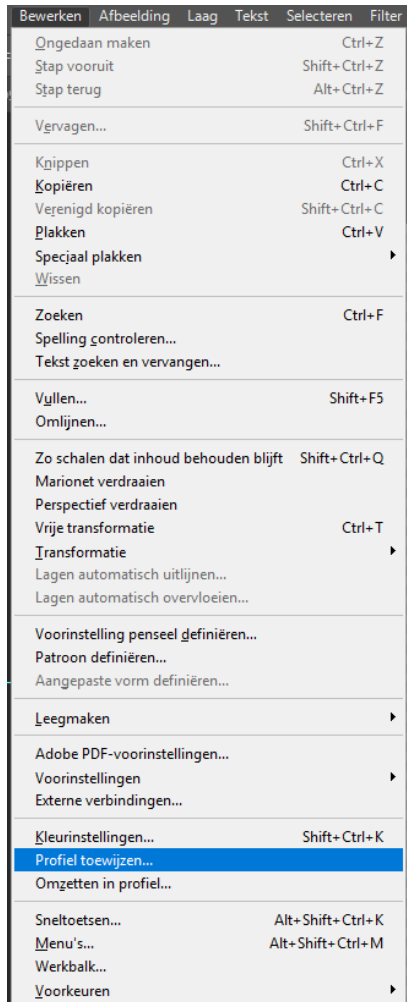 Bewerken Afbeelding Laag Tekst Selecteren Filter
Ongedaan maken Ctrl+Z
Stap vooruit Shift+Ctrl+Z
Stap terug Alt+Ctrl+Z
Vervagen... Shift+Ctrl+F
Knippen Ctrl+X
Kopiëren Ctrl+C
Verenigd kopiëren Shift+Ctrl+C
Plakken Ctrl+V
Speciaal plakken
Wissen
Zoeken Ctrl+F
Spelling controleren...
Tekst zoeken en vervangen...
Vullen... Shift+F5
Omlijnen...
Zo schalen dat inhoud behouden blijft Shift+Ctrl+Q
Marionet verdraaien
Perspectief verdraaien
Vrije transformatie Ctrl+T
Transformatie
Lagen automatisch uitlijnen...
Lagen automatisch overvloeien...
Voorinstelling penseel definiëren...
Patroon definiëren...
Aangepaste vorm definiëren...
Leegmaken
Adobe PDF-voorinstellingen...
Voorinstellingen
Externe verbindingen...
Kleurinstellingen... Shift+Ctrl+K
Profiel toewijzen...
Omzetten in profiel...
Sneltoetsen... Alt+Shift+Ctrl+K
Menu's... Alt+Shift+Ctrl+M
Werkbalk...
Voorkeuren